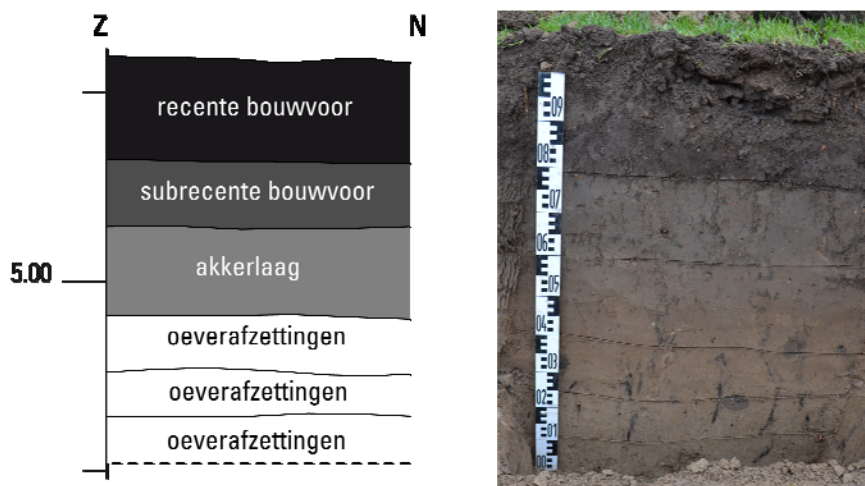 Z N
recente bouwvoor
subrecente bouwvoor
akkerlaag
5.00
oeverafzettingen
oeverafzettingen
oeverafzettingen
09
08
07
06
05
04
03
02
01
00